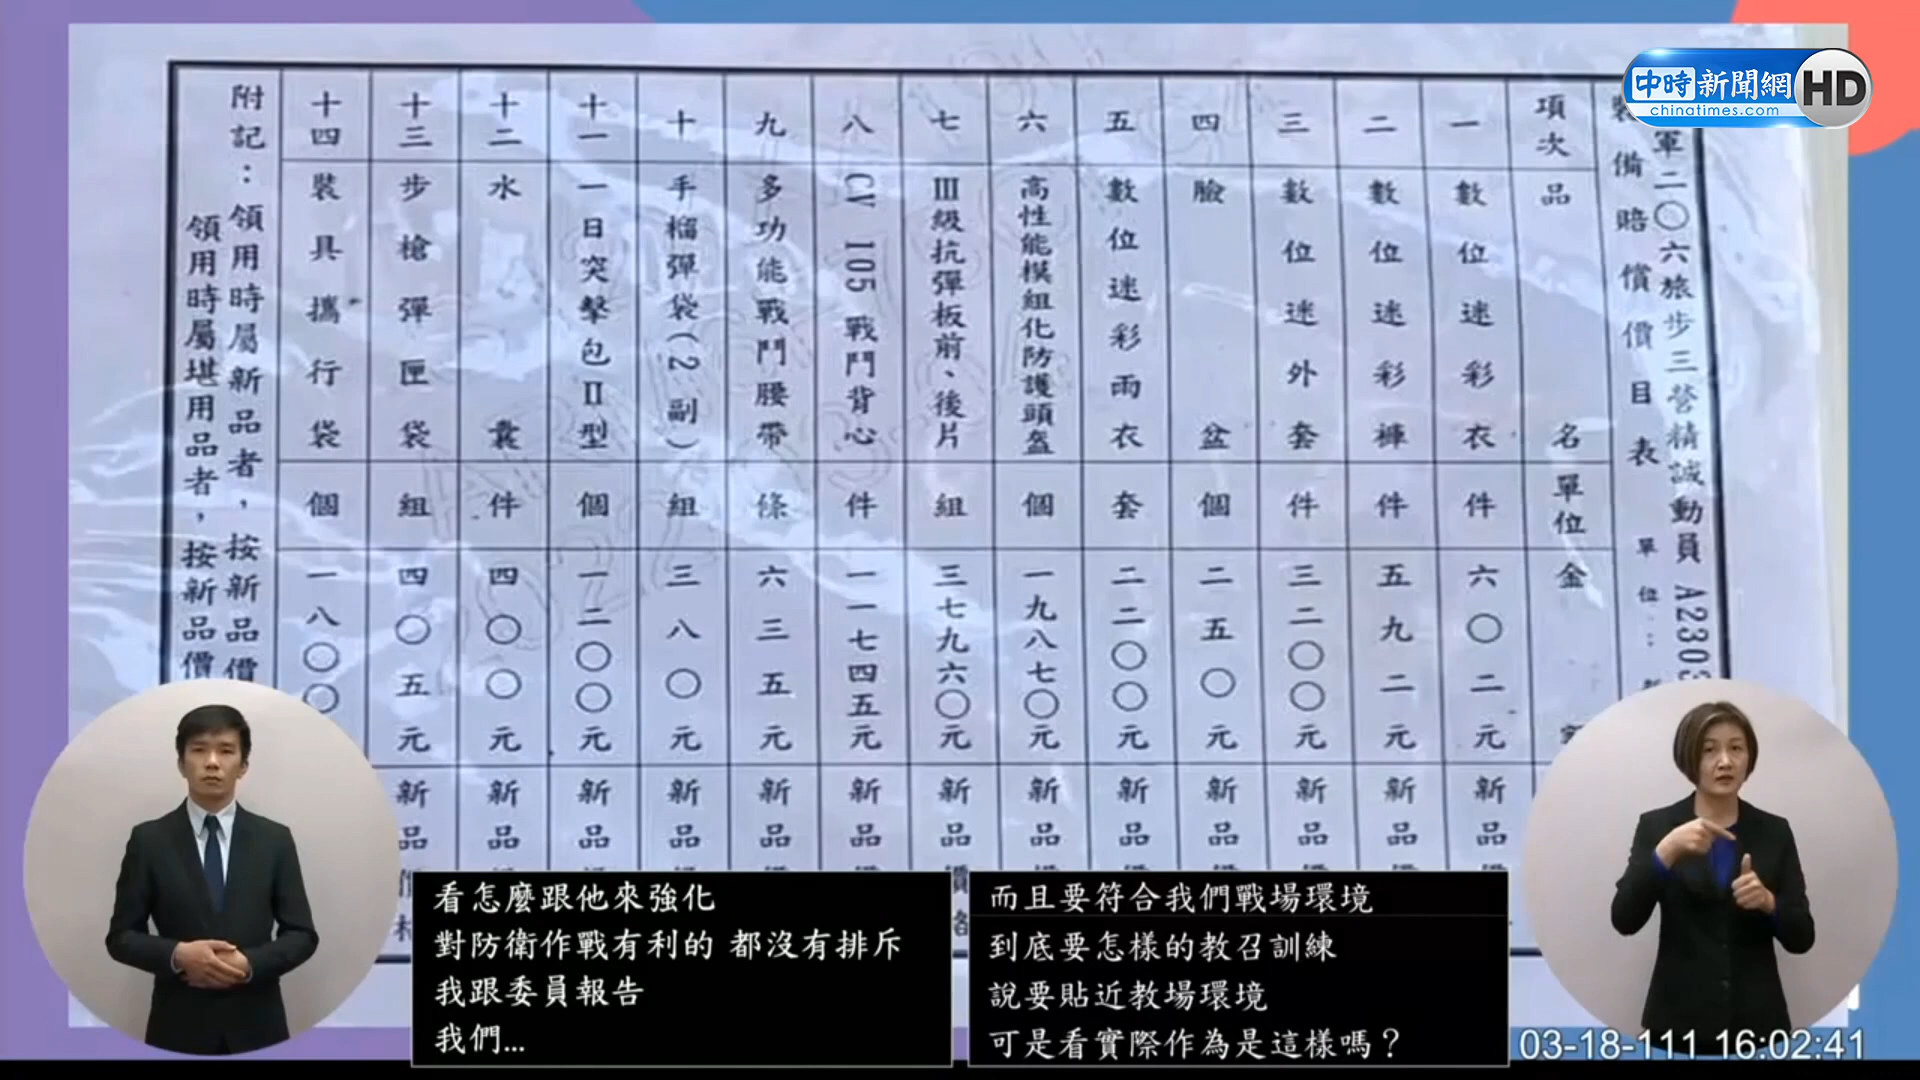 中時新聞網HD
chinatimes.com
軍二〇六旅步三營精誠動員 A2303
裝備賠償價目表 單位:
項次 品名 單位 金
一 數位迷彩衣 件 六〇二元 新品
二 數位迷彩褲 件 五九二元 新品
三 數位迷彩外套 件 三二〇〇元 新品
四 臉盆 個 二五〇元 新品
五 數位迷彩雨衣 套 二二〇〇元 新品
六 高性能模組化防護頭盔 個 一九八七〇元 新品
七 Ⅲ級抗彈板前、後片 組 三七九六〇元 新品價格
八 CV 105 戰鬥背心 件 一一七四五元 新品
九 多功能戰鬥腰帶 條 六三五元 新品
十 手榴彈袋(2副) 組 三八〇元 新品
十一 一日突擊包Ⅱ型 個 一二〇〇元 新品
十二 水囊 件 四〇〇元 新品
十三 步槍彈匣袋 組 四〇五元 新品價格
十四 裝具攜行袋 個 一八〇〇
附記:領用時屬新品者,按新品價
領用時屬堪用品者,按新品價
看怎麼跟他來強化
對防衛作戰有利的 都沒有排斥
我跟委員報告
我們...
而且要符合我們戰場環境
到底要怎樣的教召訓練
說要貼近教場環境
可是看實際作為是這樣嗎？
03-18-111 16:02:41